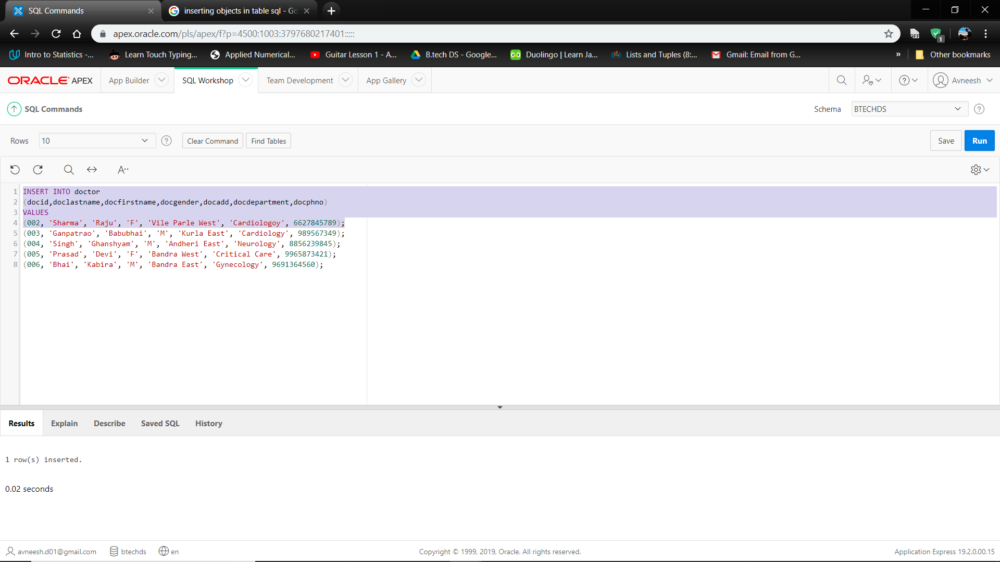 SQL Commands
inserting objects in table sql - Go
apex.oracle.com/pls/apex/f?p=4500:1003:3797680217401:::::
OFF
1
Intro to Statistics -...
Learn Touch Typing...
Applied Numerical...
Guitar Lesson 1 - A...
B.tech DS - Google...
Duolingo | Learn Ja...
Lists and Tuples (8:...
Gmail: Email from G...
»
Other bookmarks
ORACLE APEX
App Builder
SQL Workshop
Team Development
App Gallery
Avneesh
SQL Commands
Schema
BTECHDS
Rows
10
Clear Command
Find Tables
Save
Run
A··
1 INSERT INTO doctor
2 (docid,doclastname,docfirstname,docgender,docadd,docdepartment,docphno)
3 VALUES
4 (002, 'Sharma', 'Raju', 'F', 'Vile Parle West', 'Cardiologoy', 6627845789);
5 (003, 'Ganpatrao', 'Babubhai', 'M', 'Kurla East', 'Cardiology', 989567349);
6 (004, 'Singh', 'Ghanshyam', 'M', 'Andheri East', 'Neurology', 8856239845);
7 (005, 'Prasad', 'Devi', 'F', 'Bandra West', 'Critical Care', 9965873421);
8 (006, 'Bhai', 'Kabira', 'M', 'Bandra East', 'Gynecology', 9691364560);
Results
Explain
Describe
Saved SQL
History
1 row(s) inserted.
0.02 seconds
avneesh.d01@gmail.com
btechds
en
Copyright © 1999, 2019, Oracle. All rights reserved.
Application Express 19.2.0.00.15